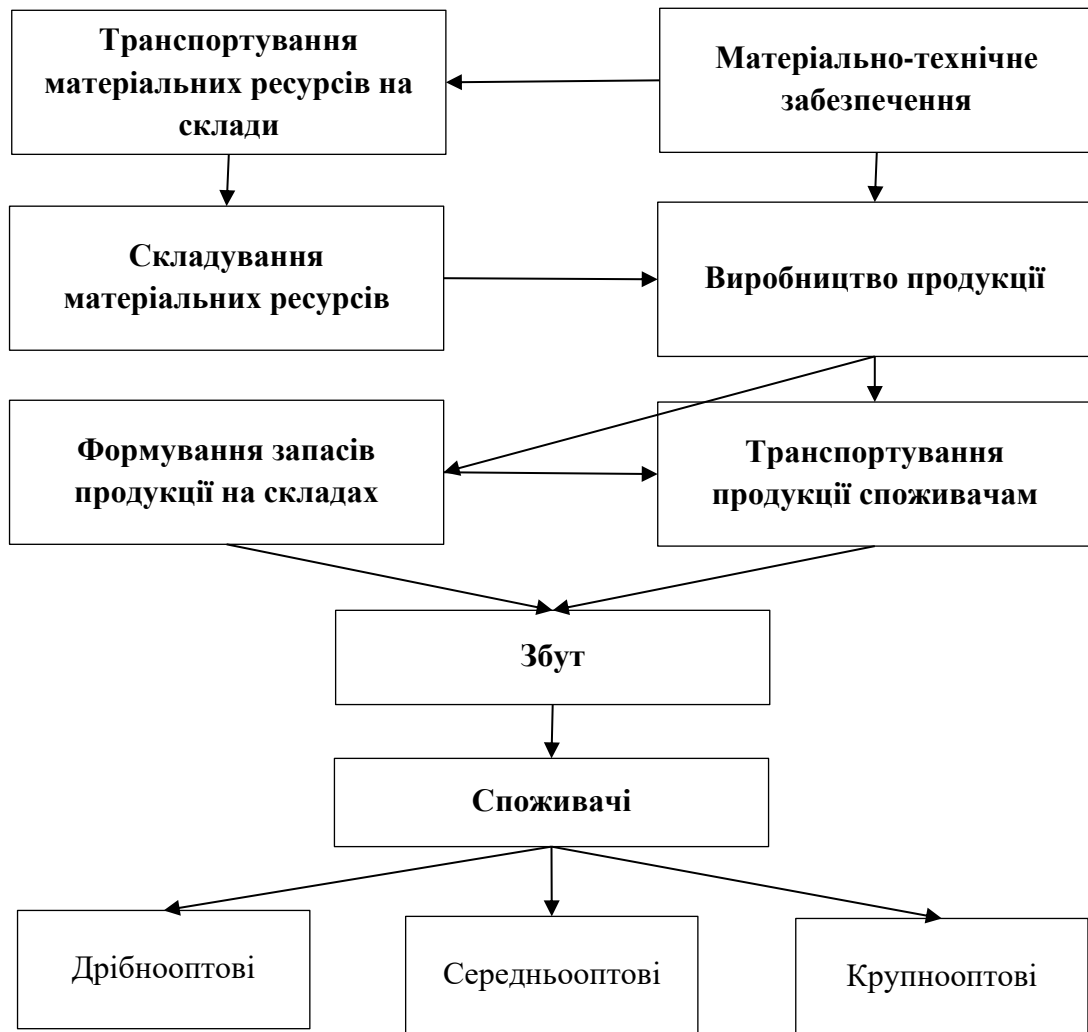 Транспортування
матеріальних ресурсів на
склади
Матеріально-технічне
забезпечення
Складування
матеріальних ресурсів
Виробництво продукції
Формування запасів
продукції на складах
Транспортування
продукції споживачам
Збут
Споживачі
Дрібнооптові
Середньооптові
Крупнооптові